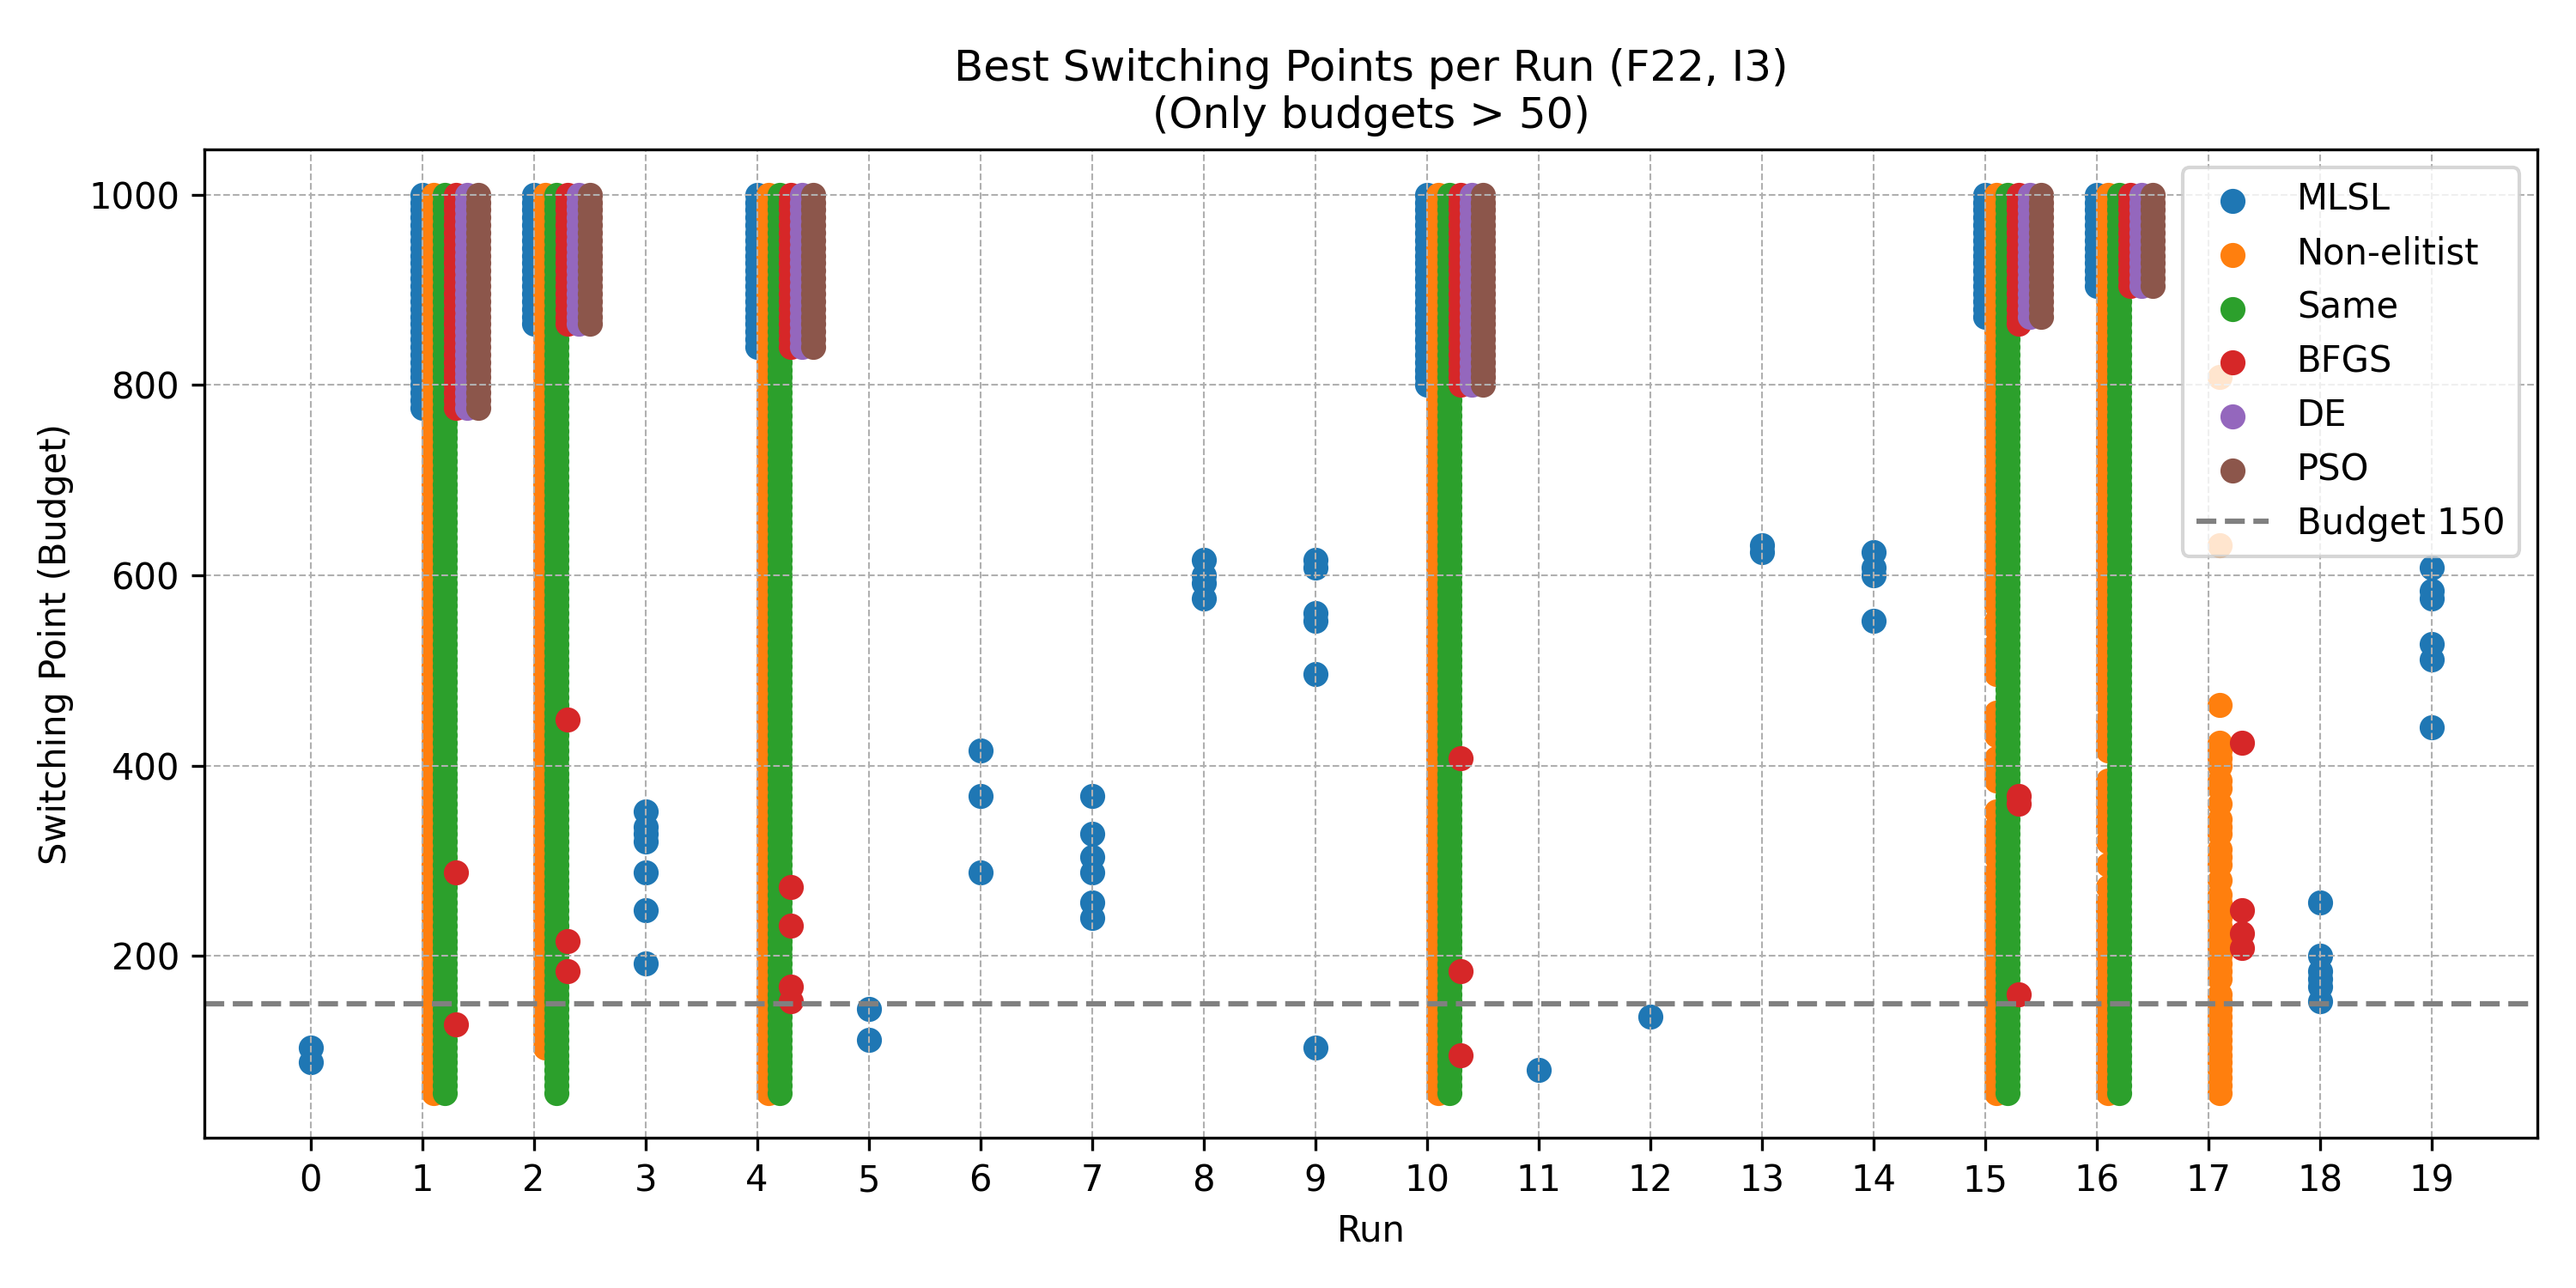 Best Switching Points per Run (F22, I3)
(Only budgets > 50)
Switching Point (Budget)
1000
800
600
400
200
MLSL
Non-elitist
Same
BFGS
DE
PSO
Budget 150
0 1 2 3 4 5 6 7 8 9 10 11 12 13 14 15 16 17 18 19
Run